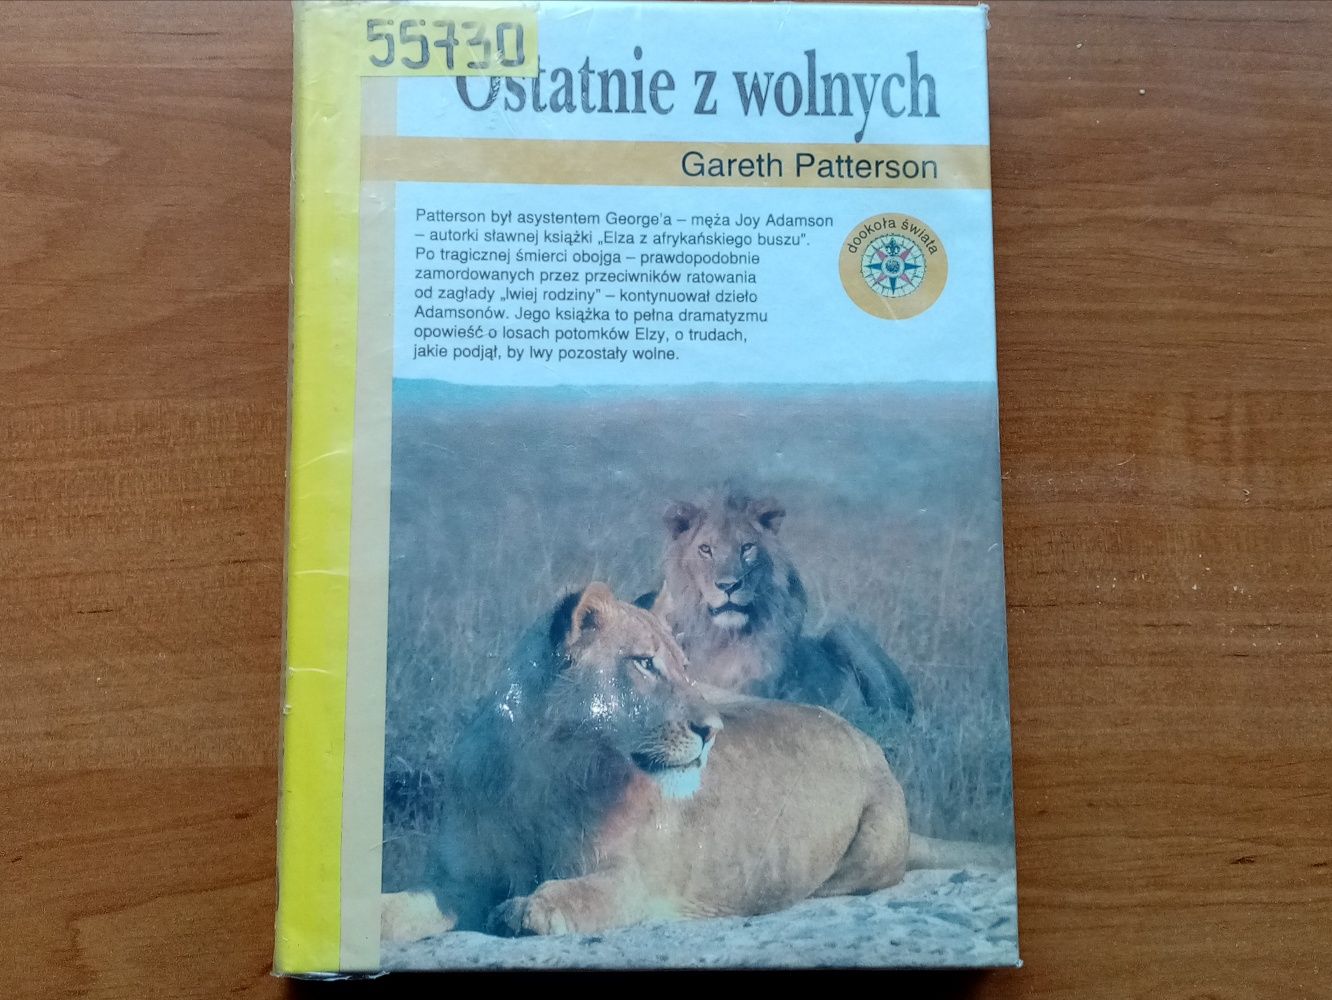 55730
Ostatnie z wolnych
Gareth Patterson
Patterson był asystentem George'a – męża Joy Adamson
– autorki sławnej książki „Elza z afrykańskiego buszu".
Po tragicznej śmierci obojga – prawdopodobnie
zamordowanych przez przeciwników ratowania
od zagłady „lwiej rodziny" – kontynuował dzieło
Adamsonów. Jego książka to pełna dramatyzmu
opowieść o losach potomków Elzy, o trudach,
jakie podjął, by lwy pozostały wolne.
dookoła świata